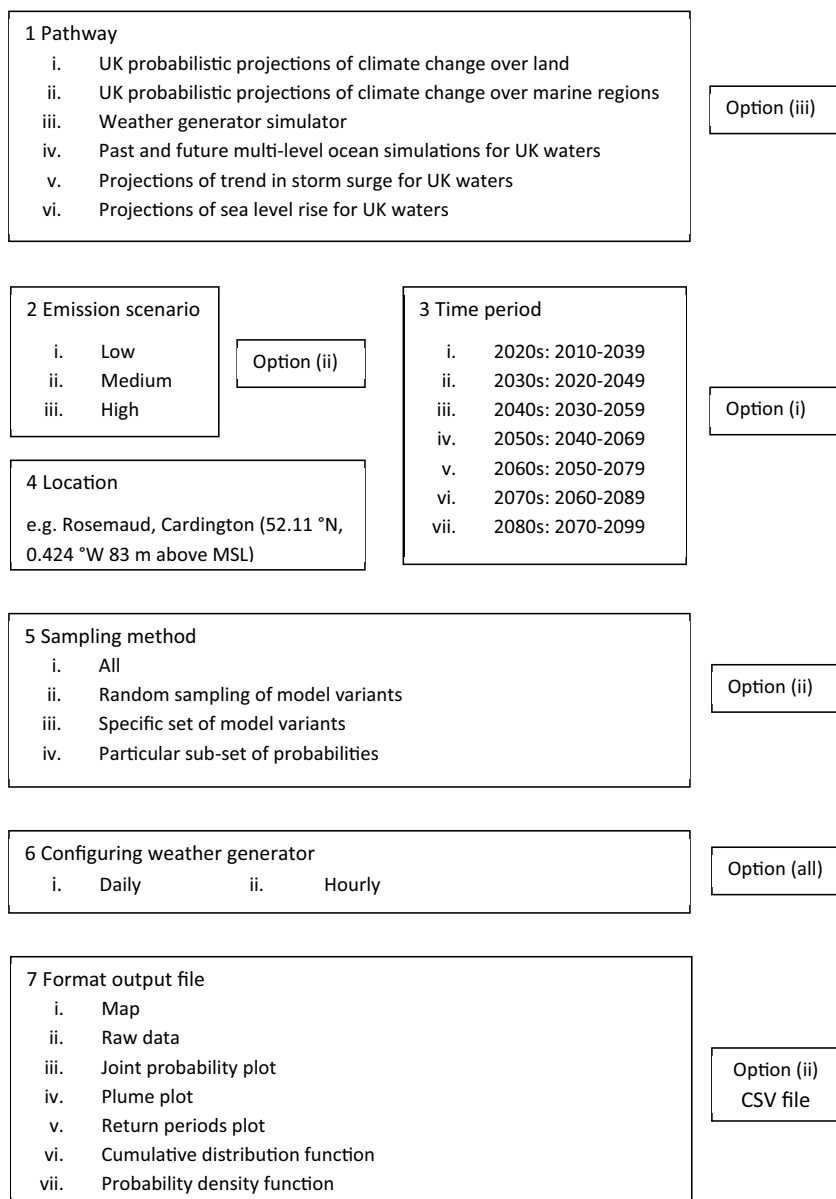 1 Pathway
i. UK probabilistic projections of climate change over land
ii. UK probabilistic projections of climate change over marine regions
iii. Weather generator simulator
iv. Past and future multi-level ocean simulations for UK waters
v. Projections of trend in storm surge for UK waters
vi. Projections of sea level rise for UK waters
Option (iii)
2 Emission scenario
i. Low
ii. Medium
iii. High
Option (ii)
3 Time period
i. 2020s: 2010-2039
ii. 2030s: 2020-2049
iii. 2040s: 2030-2059
iv. 2050s: 2040-2069
v. 2060s: 2050-2079
vi. 2070s: 2060-2089
vii. 2080s: 2070-2099
Option (i)
4 Location
e.g. Rosemaud, Cardington (52.11 °N,
0.424 °W 83 m above MSL)
5 Sampling method
i. All
ii. Random sampling of model variants
iii. Specific set of model variants
iv. Particular sub-set of probabilities
Option (ii)
6 Configuring weather generator
i. Daily ii. Hourly
Option (all)
7 Format output file
i. Map
ii. Raw data
iii. Joint probability plot
iv. Plume plot
v. Return periods plot
vi. Cumulative distribution function
vii. Probability density function
Option (ii)
CSV file